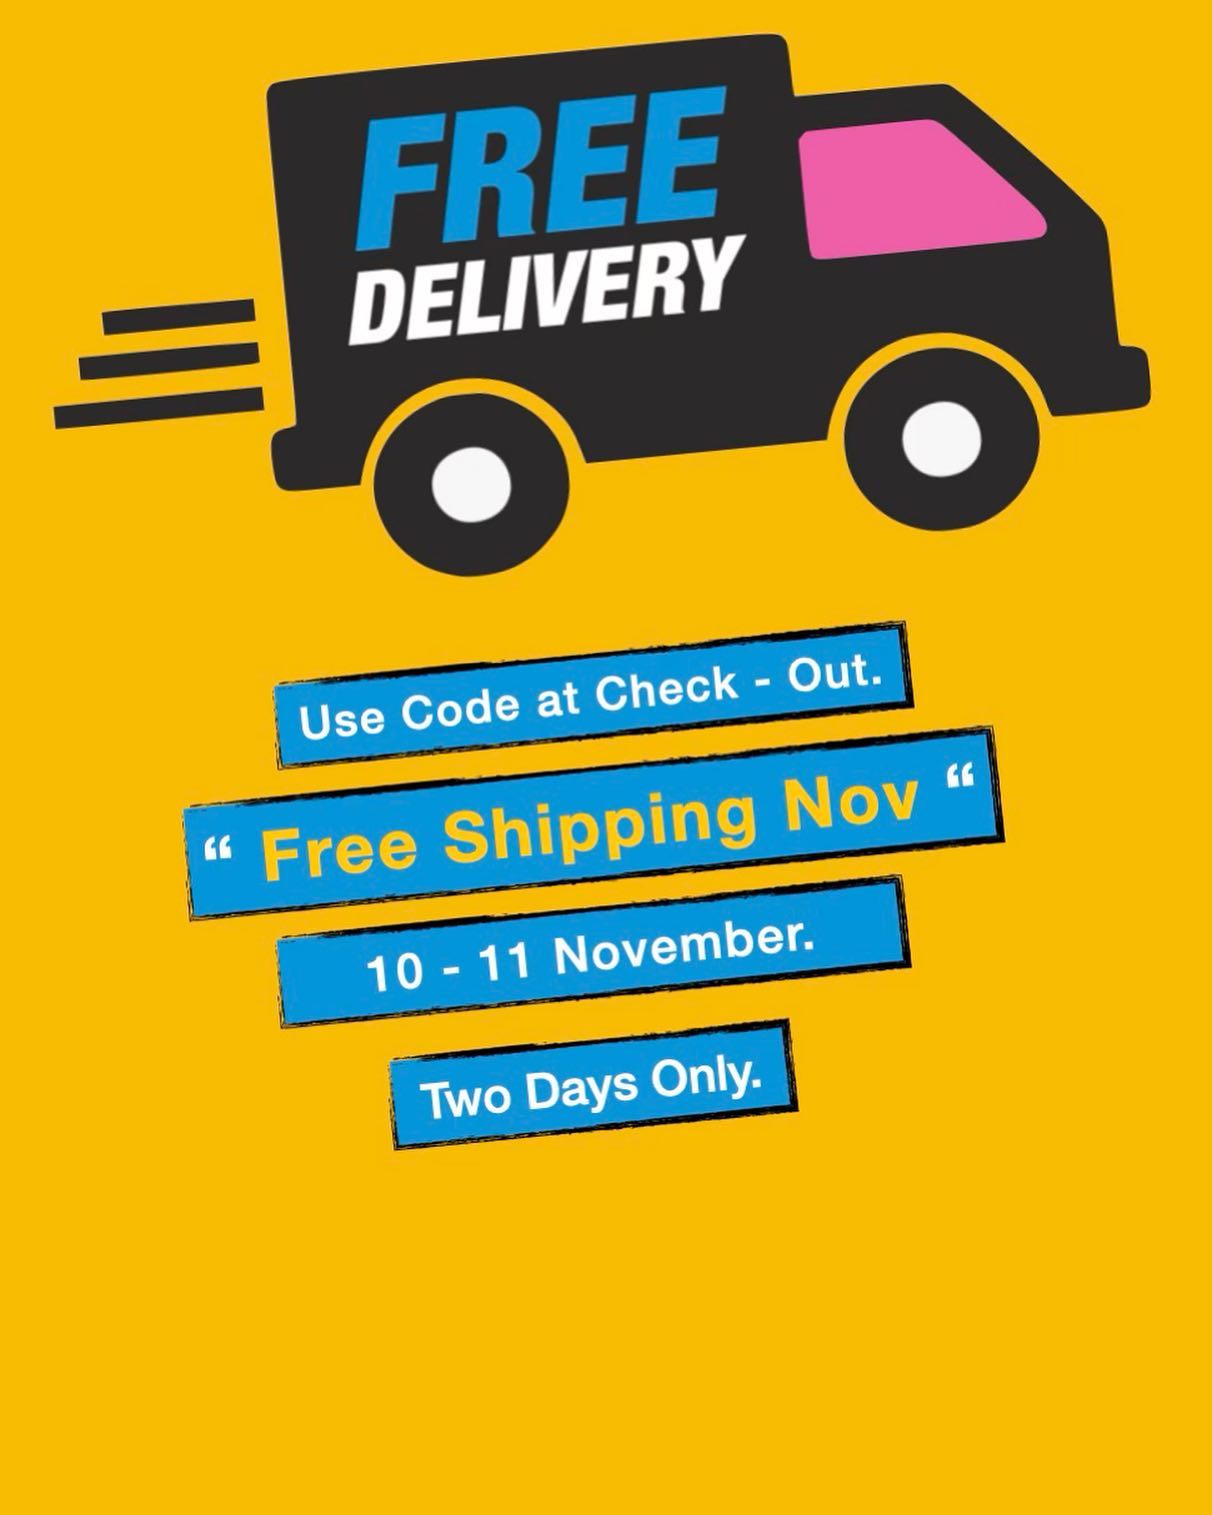 FREE
DELIVERY
Use Code at Check - Out.
“ Free Shipping Nov “
10 - 11 November.
Two Days Only.